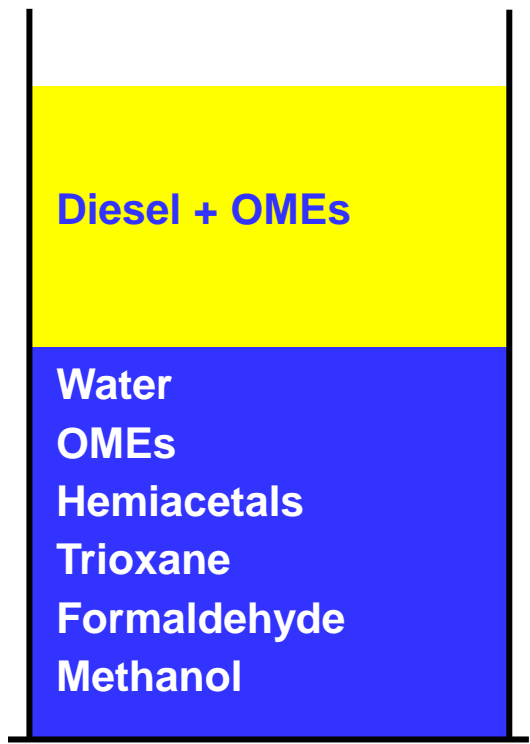 Diesel + OMEs
Water
OMEs
Hemiacetals
Trioxane
Formaldehyde
Methanol